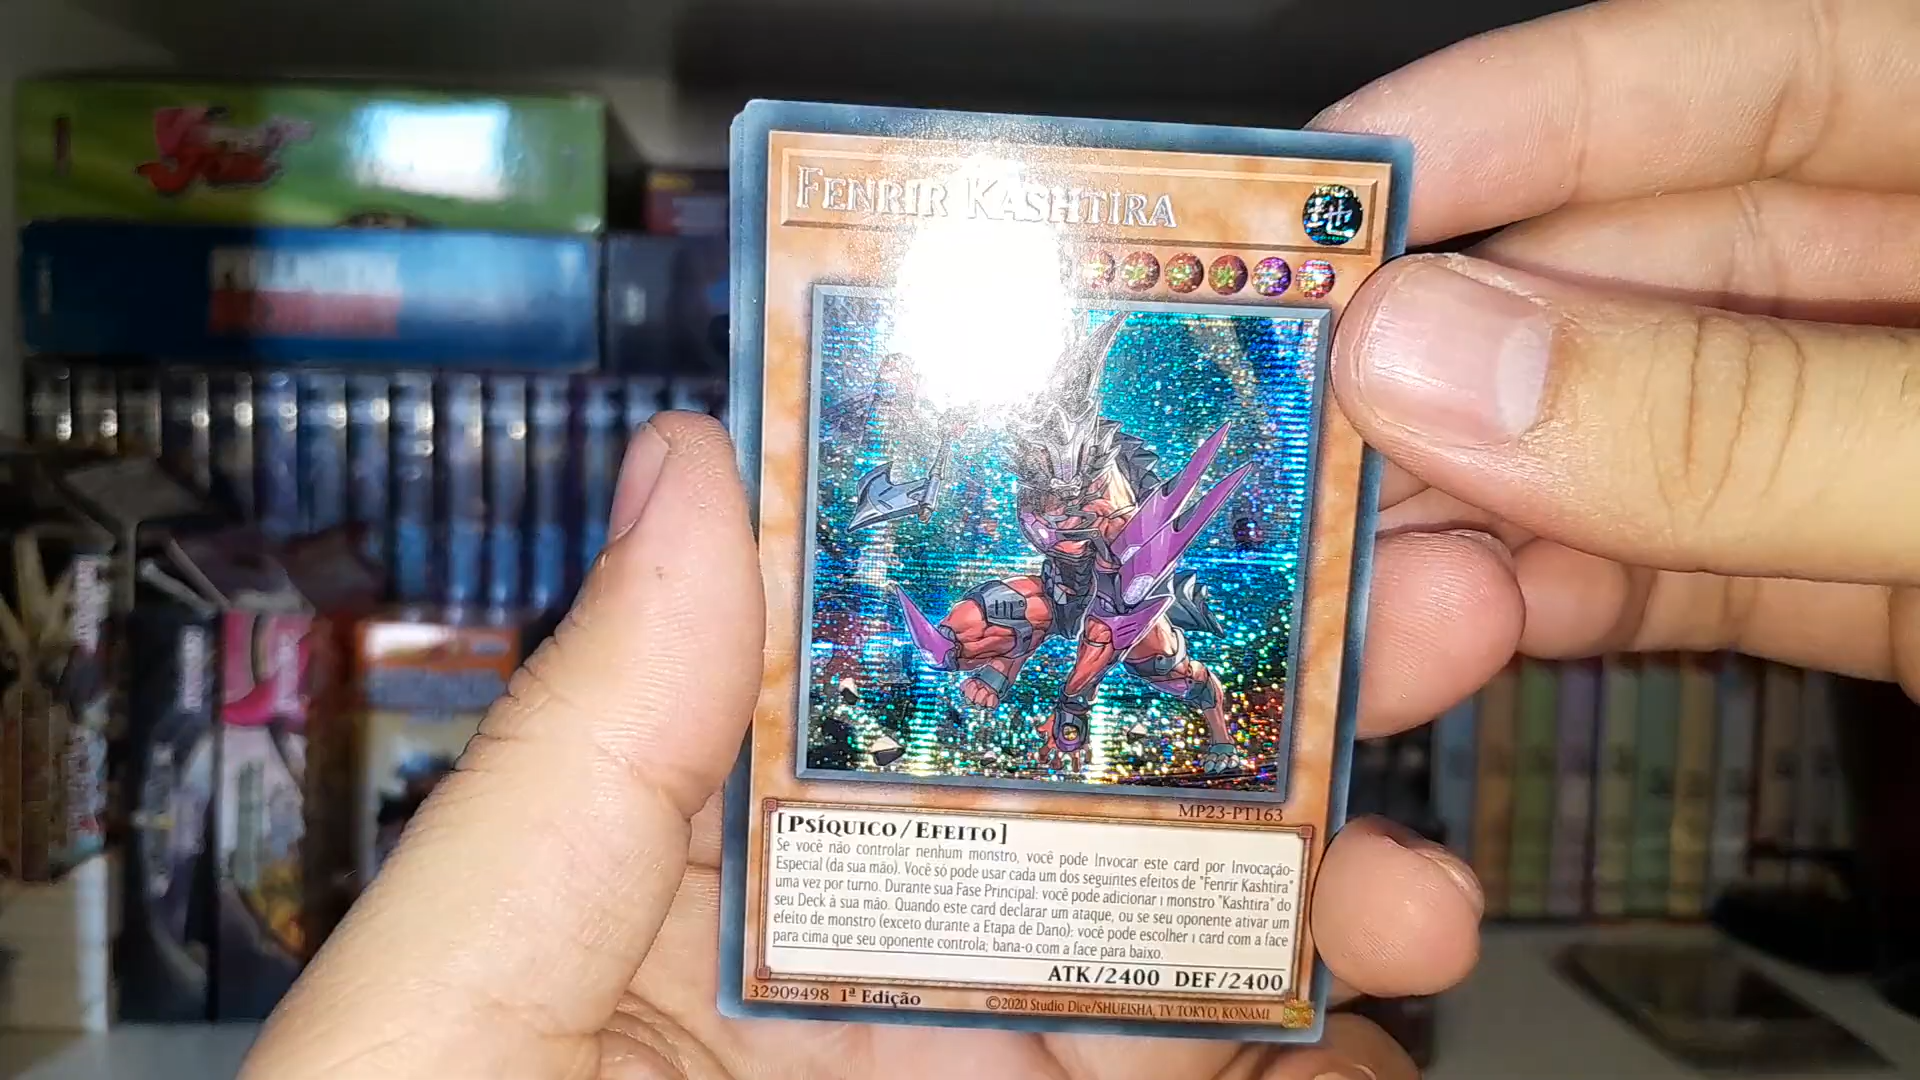 FENRIR KASHTIRA
地
MP23-PT163
[PSÍQUICO/EFEITO]
Se você não controlar nenhum monstro, você pode Invocar este card por Invocação-
Especial (da sua mão). Você só pode usar cada um dos seguintes efeitos de "Fenrir Kashtira"
uma vez por turno. Durante sua Fase Principal: você pode adicionar 1 monstro "Kashtira" do
seu Deck à sua mão. Quando este card declarar um ataque, ou se seu oponente ativar um
efeito de monstro (exceto durante a Etapa de Dano): você pode escolher 1 card com a face
para cima que seu oponente controla; bana-o com a face para baixo.
ATK/2400 DEF/2400
32909498 1ª Edição
©2020 Studio Dice/SHUEISHA, TV TOKYO, KONAMI